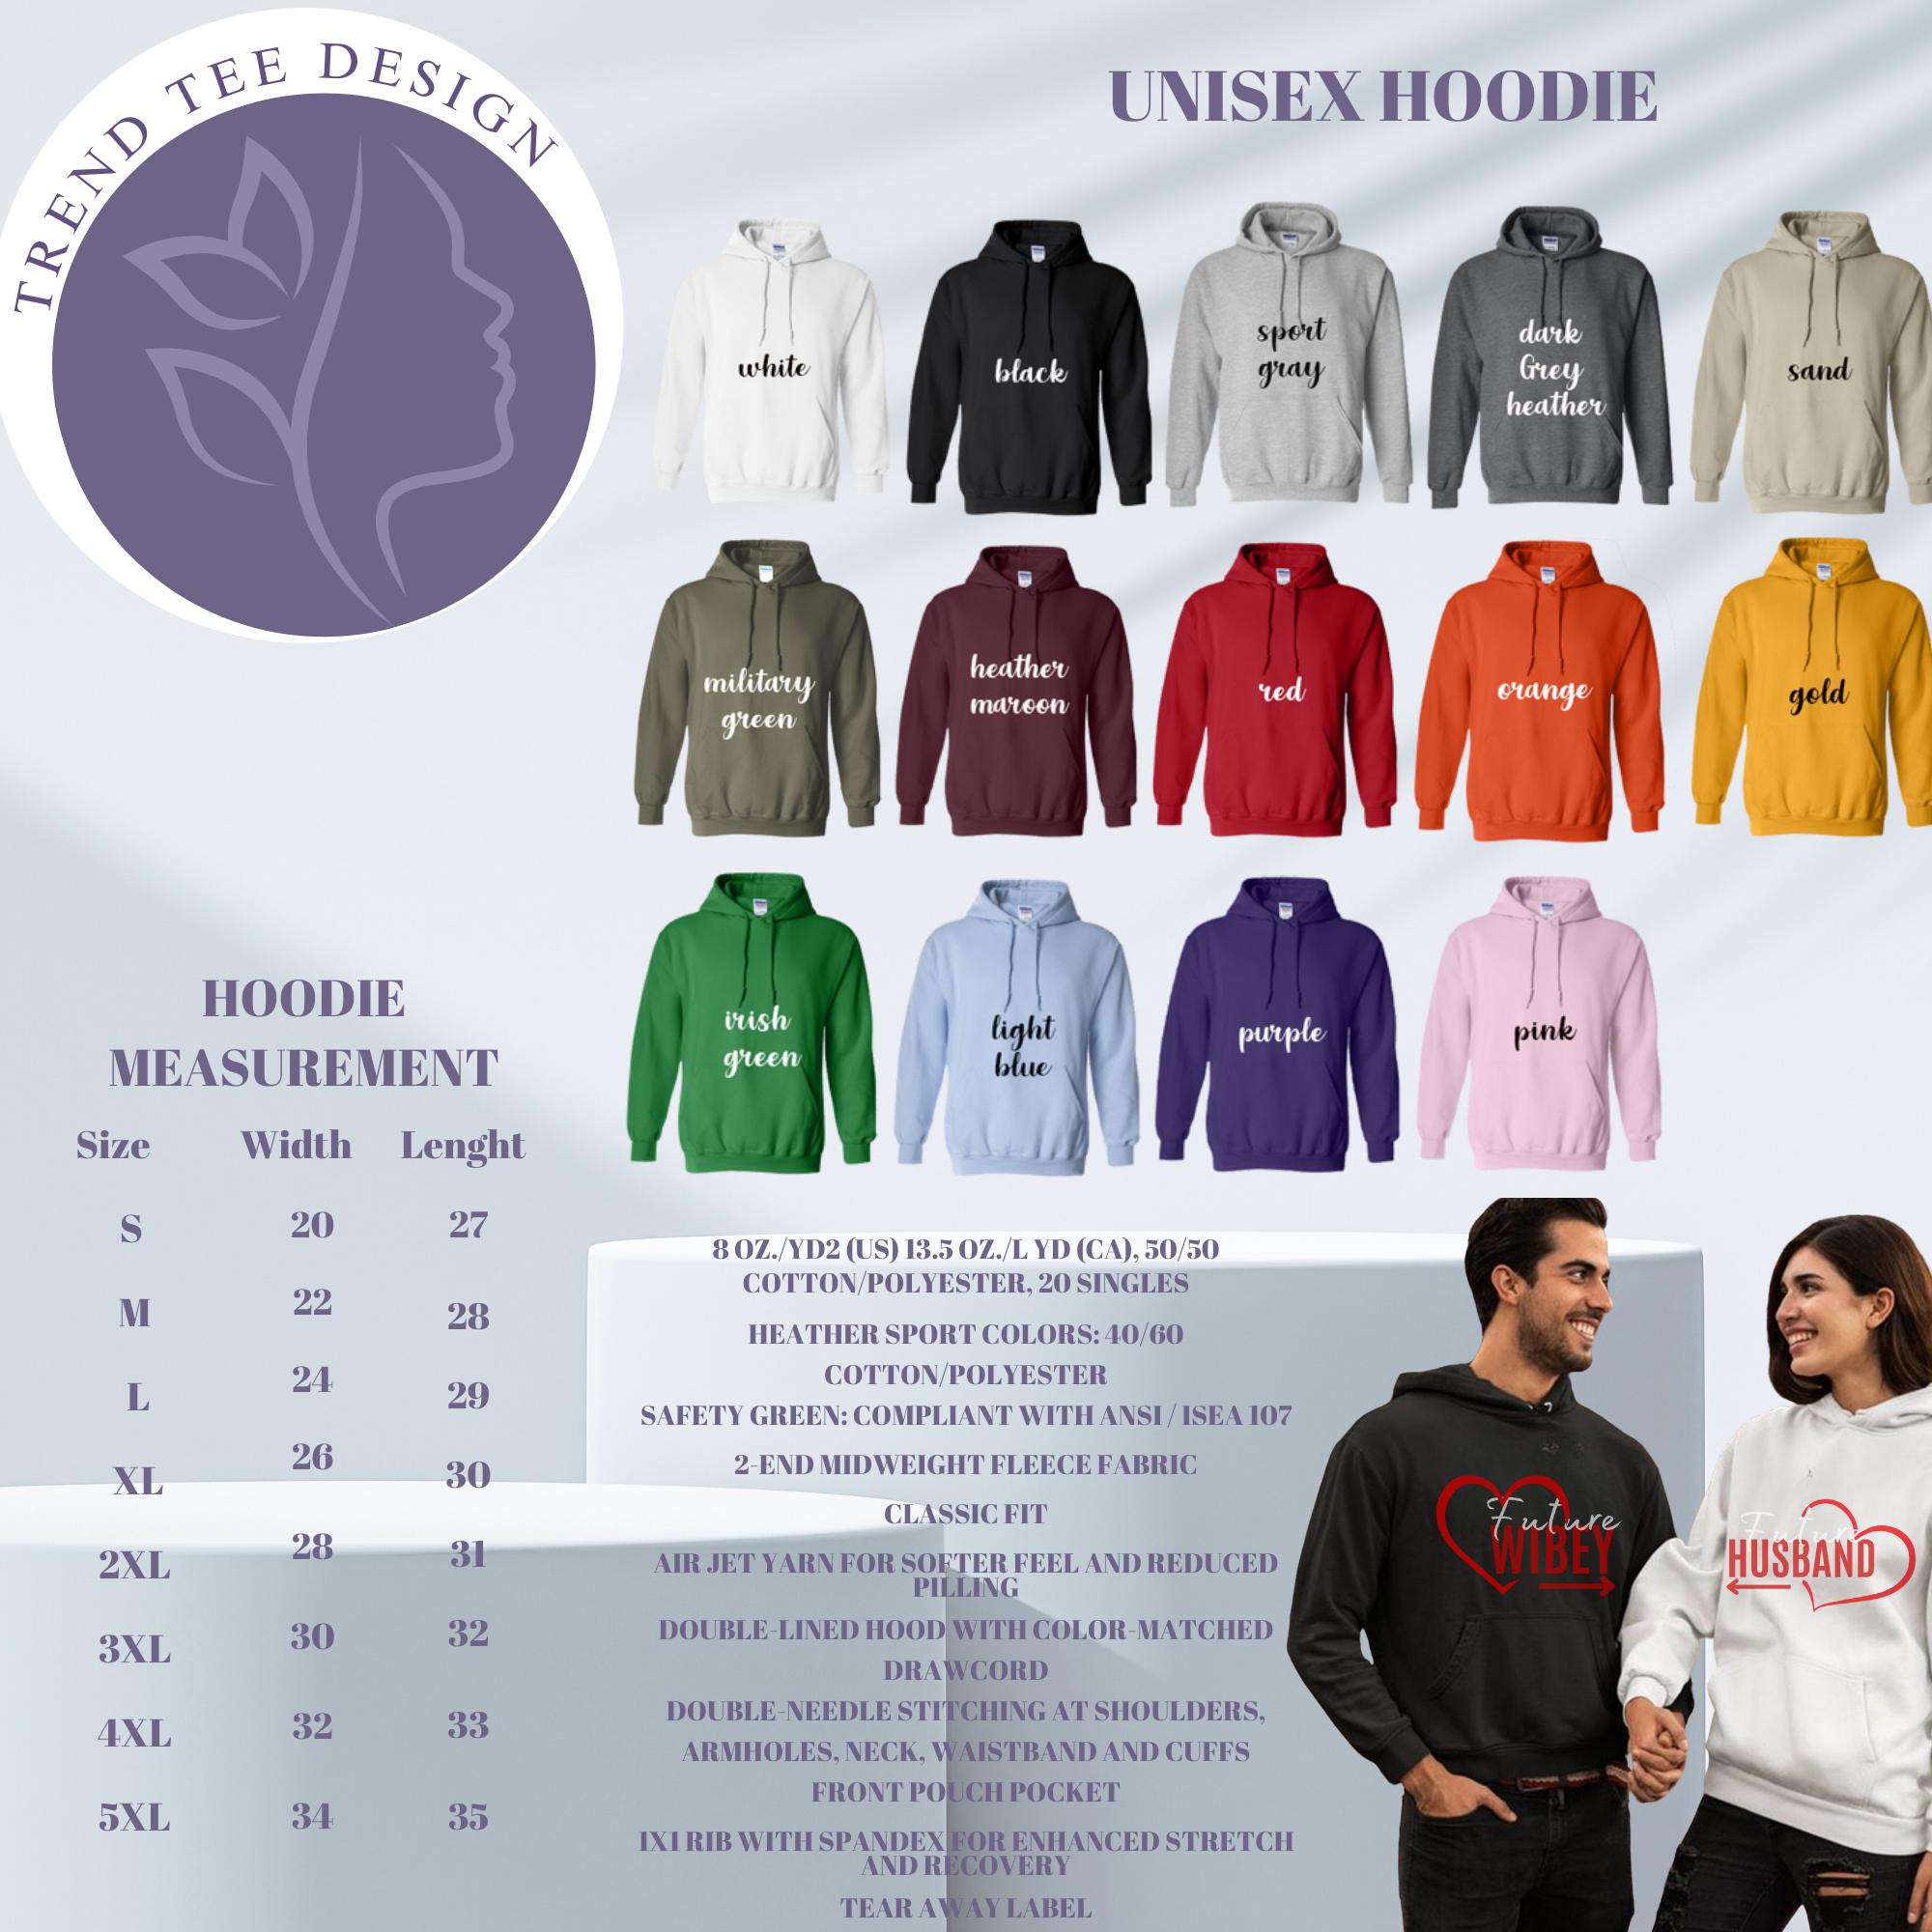 TREND TEE DESIGN
UNISEX HOODIE
white
black
sport
gray
dark
Grey
heather
sand
military
green
heather
maroon
red
orange
gold
irish
green
light
blue
purple
pink
HOODIE
MEASUREMENT
Size Width Lenght
S 20 27
M 22 28
L 24 29
XL 26 30
2XL 28 31
3XL 30 32
4XL 32 33
5XL 34 35
8 OZ./YD2 (US) 13.5 OZ./L YD (CA), 50/50
COTTON/POLYESTER, 20 SINGLES
HEATHER SPORT COLORS: 40/60
COTTON/POLYESTER
SAFETY GREEN: COMPLIANT WITH ANSI / ISEA 107
2-END MIDWEIGHT FLEECE FABRIC
CLASSIC FIT
AIR JET YARN FOR SOFTER FEEL AND REDUCED
PILLING
DOUBLE-LINED HOOD WITH COLOR-MATCHED
DRAWCORD
DOUBLE-NEEDLE STITCHING AT SHOULDERS,
ARMHOLES, NECK, WAISTBAND AND CUFFS
FRONT POUCH POCKET
1X1 RIB WITH SPANDEX FOR ENHANCED STRETCH
AND RECOVERY
TEAR AWAY LABEL
Future
WIBEY
Future
HUSBAND